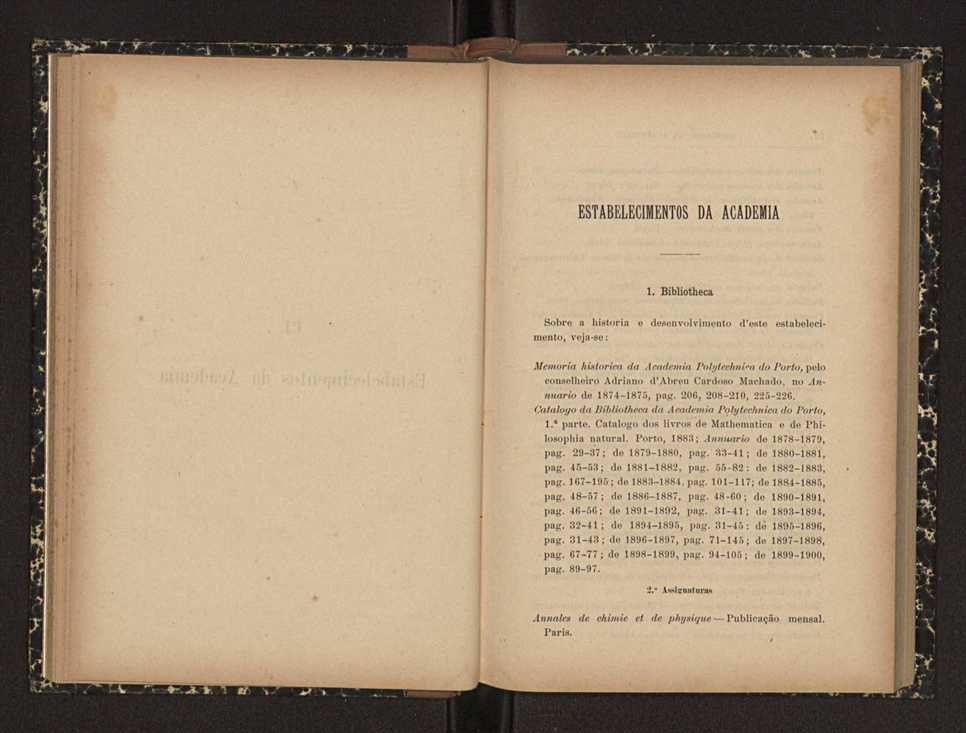 ESTABELECIMENTOS DA ACADEMIA
1. Bibliotheca
Sobre a historia e desenvolvimento d'este estabeleci-
mento, veja-se:
Memoria historica da Academia Polytechnica do Porto, pelo
conselheiro Adriano d'Abreu Cardoso Machado, no An-
nuario de 1874-1875, pag. 206, 208-210, 225-226.
Catalogo da Bibliotheca da Academia Polytechnica do Porto,
1.ª parte. Catalogo dos livros de Mathematica e de Phi-
losophia natural. Porto, 1883; Annuario de 1878-1879,
pag. 29-37; de 1879-1880, pag. 33-41; de 1880-1881,
pag. 45-53; de 1881-1882, pag. 55-82: de 1882-1883,
pag. 167-195; de 1883-1884, pag. 101-117; de 1884-1885,
pag. 48-57; de 1886-1887, pag. 48-60; de 1890-1891,
pag. 46-56; de 1891-1892, pag. 31-41; de 1893-1894,
pag. 32-41; de 1894-1895, pag. 31-45: de 1895-1896,
pag. 31-43; de 1896-1897, pag. 71-145; de 1897-1898,
pag. 67-77; de 1898-1899, pag. 94-105; de 1899-1900,
pag. 89-97.
2.º Assignaturas
Annales de chimie et de physique — Publicação mensal.
Paris.